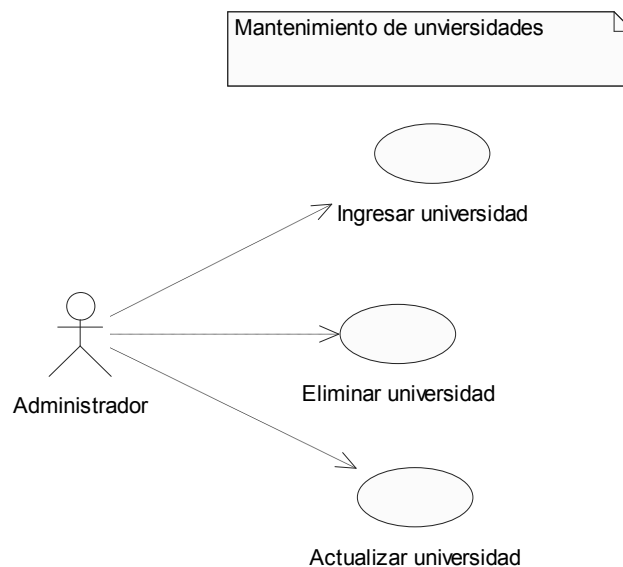 Mantenimiento de unviersidades
Ingresar universidad
Eliminar universidad
Administrador
Actualizar universidad